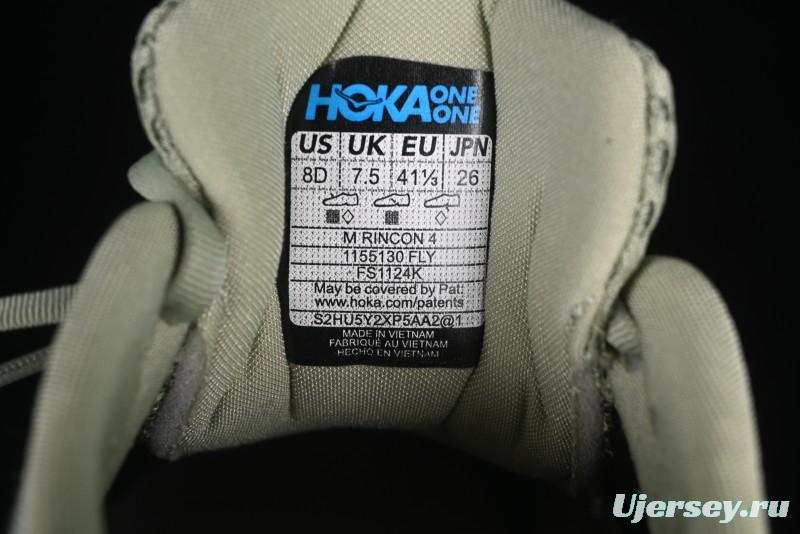 HOKA ONE ONE
US UK EU JPN
8D 7.5 41⅓ 26
M RINCON 4
1155130 FLY
FS1124K
May be covered by Pat:
www.hoka.com/patents
S2HU5Y2XP5AA2@1
MADE IN VIETNAM
FABRIQUÉ AU VIETNAM
HECHO EN VIETNAM
Ujersey.ru